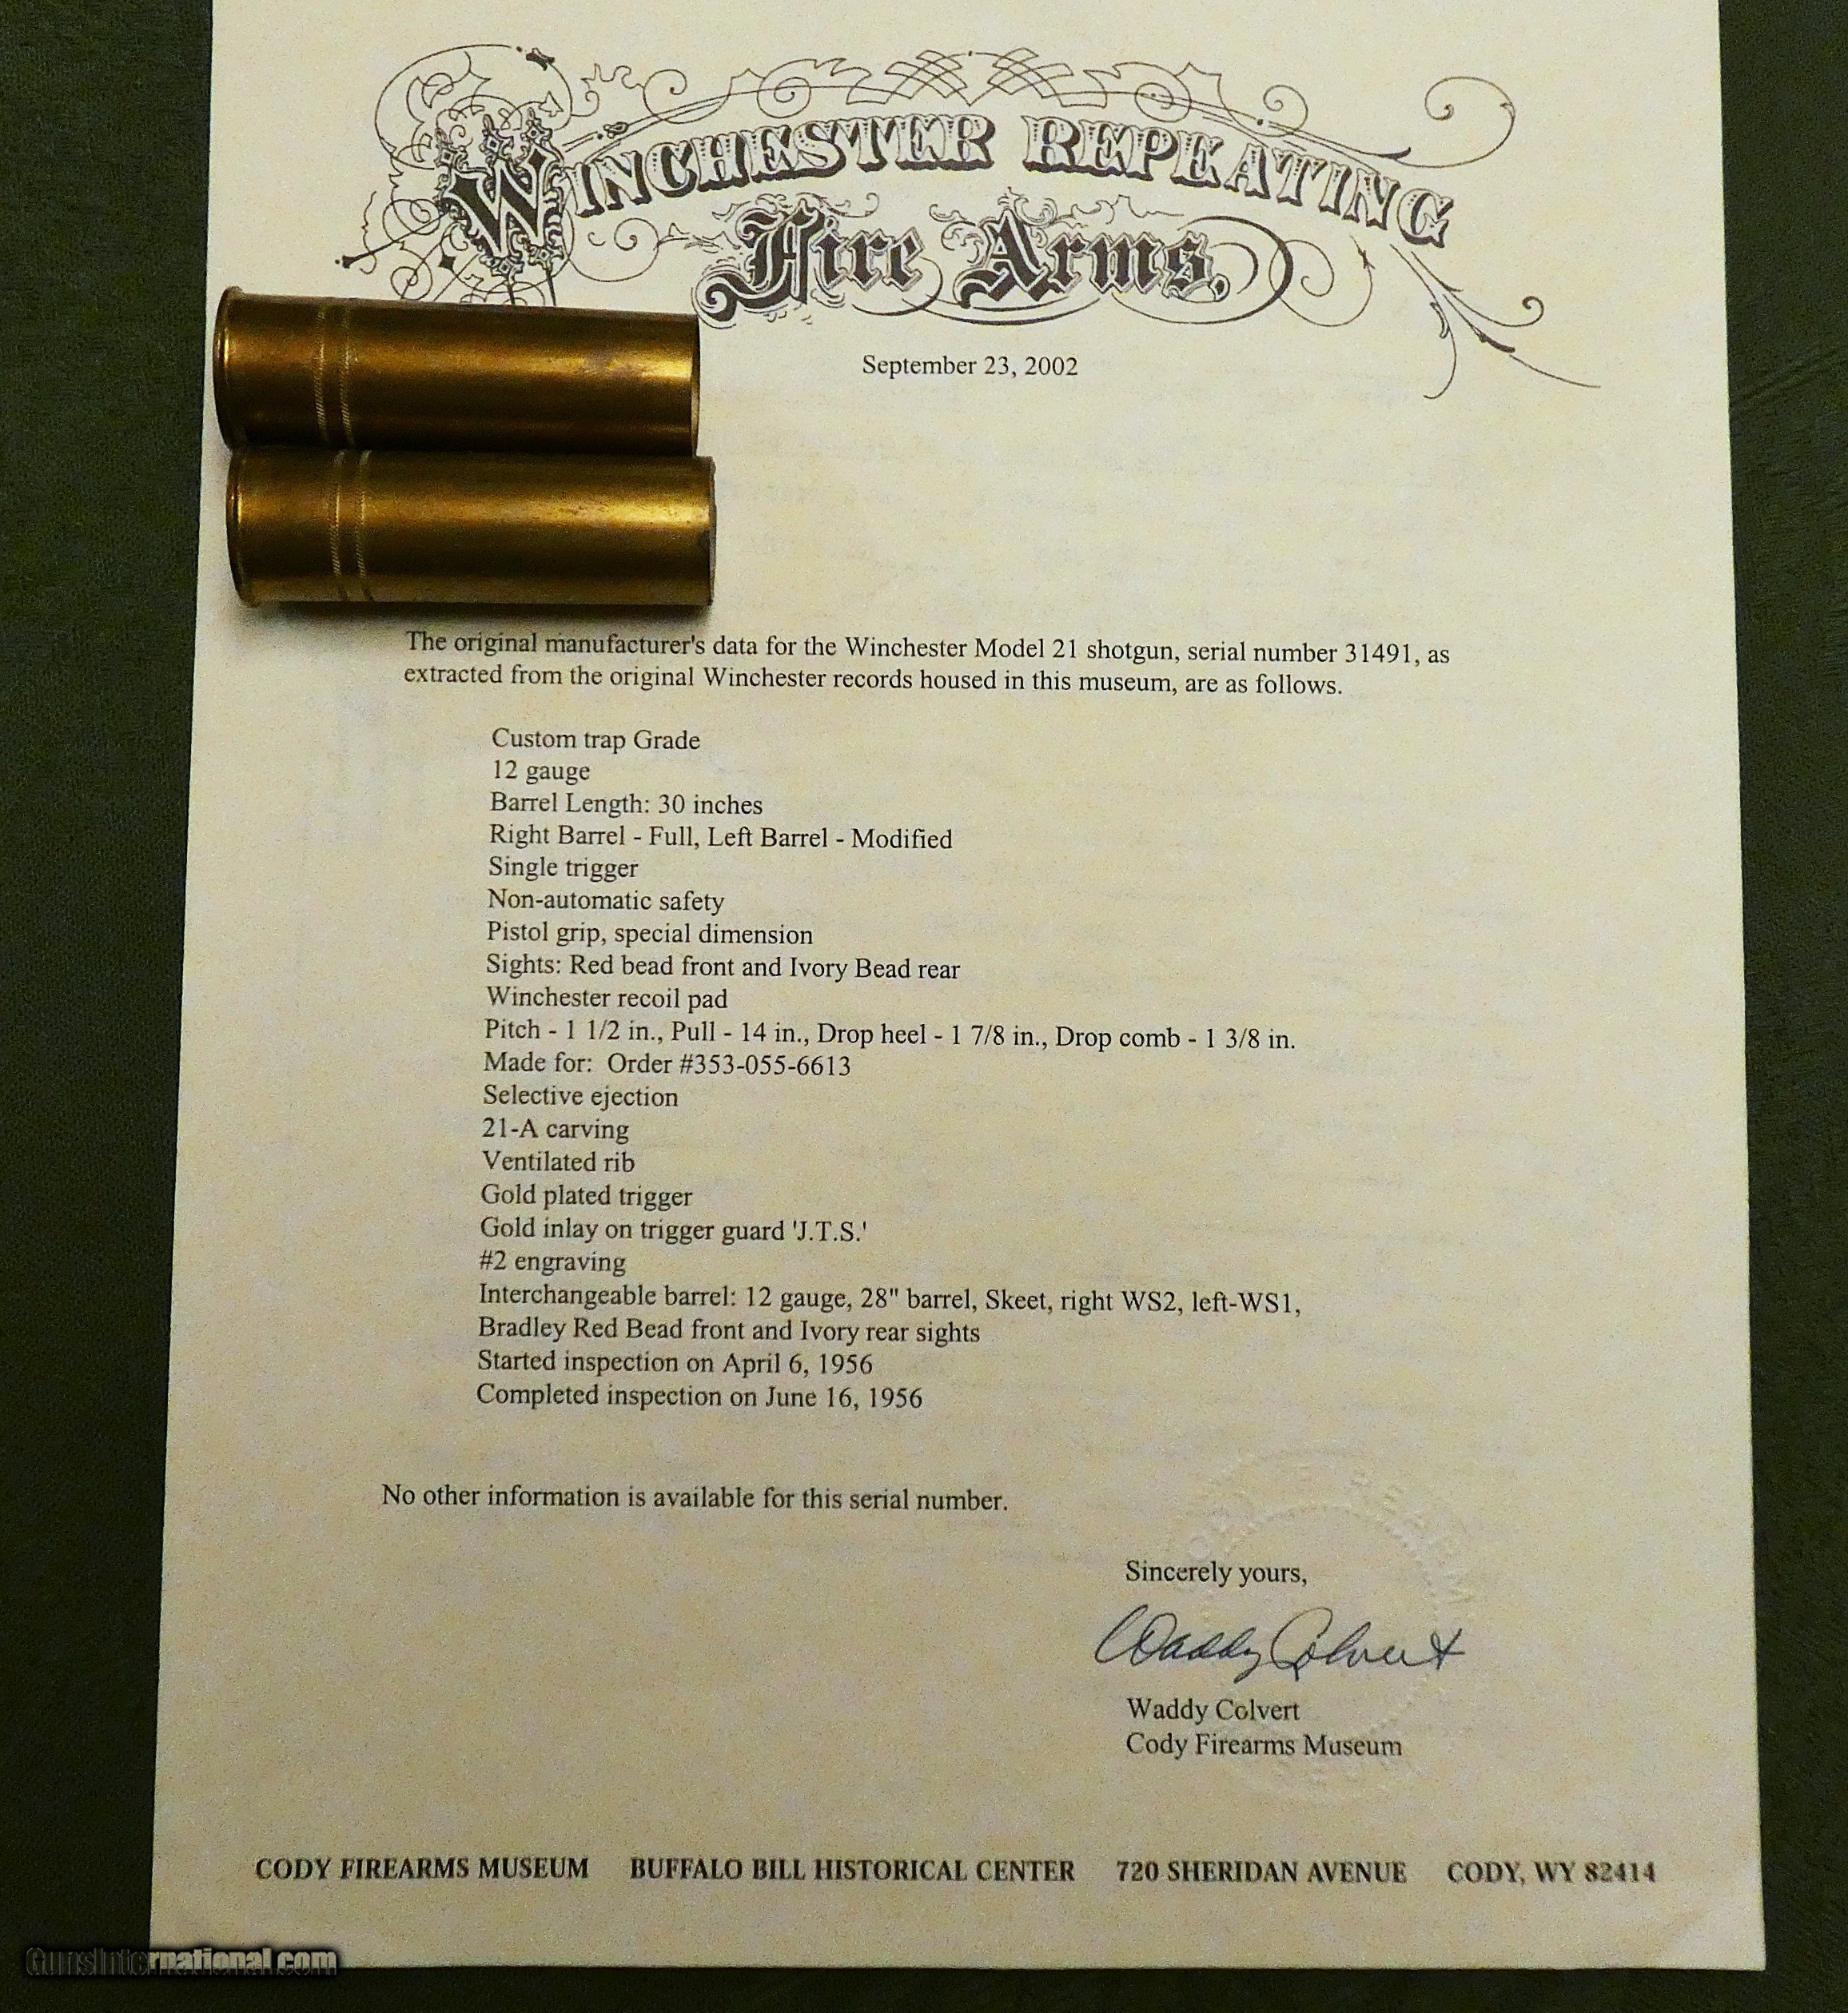 WINCHESTER REPEATING
Fire Arms.
September 23, 2002
The original manufacturer's data for the Winchester Model 21 shotgun, serial number 31491, as
extracted from the original Winchester records housed in this museum, are as follows.
Custom trap Grade
12 gauge
Barrel Length: 30 inches
Right Barrel - Full, Left Barrel - Modified
Single trigger
Non-automatic safety
Pistol grip, special dimension
Sights: Red bead front and Ivory Bead rear
Winchester recoil pad
Pitch - 1 1/2 in., Pull - 14 in., Drop heel - 1 7/8 in., Drop comb - 1 3/8 in.
Made for:  Order #353-055-6613
Selective ejection
21-A carving
Ventilated rib
Gold plated trigger
Gold inlay on trigger guard 'J.T.S.'
#2 engraving
Interchangeable barrel: 12 gauge, 28" barrel, Skeet, right WS2, left-WS1,
Bradley Red Bead front and Ivory rear sights
Started inspection on April 6, 1956
Completed inspection on June 16, 1956
No other information is available for this serial number.
Sincerely yours,
Waddy Colvert
Waddy Colvert
Cody Firearms Museum
CODY FIREARMS MUSEUM BUFFALO BILL HISTORICAL CENTER 720 SHERIDAN AVENUE CODY, WY 82414
GunsInternational.com